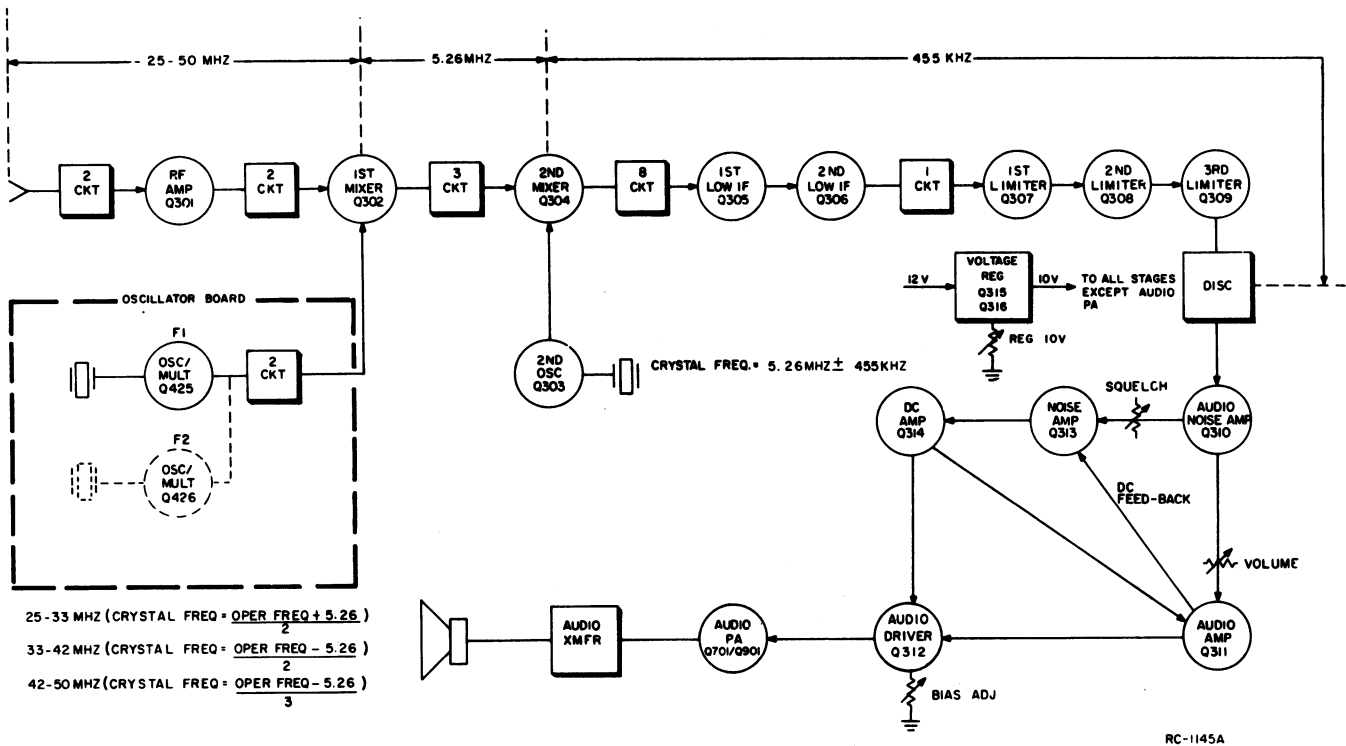 25-50 MHZ
5.26MHZ
455 KHZ
2
CKT
RF
AMP
Q301
2
CKT
1ST
MIXER
Q302
3
CKT
2ND
MIXER
Q304
8
CKT
1ST
LOW IF
Q305
2ND
LOW IF
Q306
1
CKT
1ST
LIMITER
Q307
2ND
LIMITER
Q308
3RD
LIMITER
Q309
12V
VOLTAGE
REG
Q315
Q316
10V
TO ALL STAGES
EXCEPT AUDIO
PA
DISC
REG 10V
OSCILLATOR BOARD
F1
OSC/
MULT
Q425
2
CKT
F2
OSC/
MULT
Q426
2ND
OSC
Q303
CRYSTAL FREQ.= 5.26MHZ± 455KHZ
SQUELCH
DC
AMP
Q314
NOISE
AMP
Q313
AUDIO
NOISE AMP
Q310
DC
FEED-BACK
VOLUME
AUDIO
XMFR
AUDIO
PA
Q701/Q901
AUDIO
DRIVER
Q312
AUDIO
AMP
Q311
BIAS ADJ
25-33 MHZ (CRYSTAL FREQ = OPER FREQ + 5.26)
2
33-42 MHZ (CRYSTAL FREQ = OPER FREQ - 5.26)
2
42-50 MHZ (CRYSTAL FREQ = OPER FREQ - 5.26)
3
RC-1145A